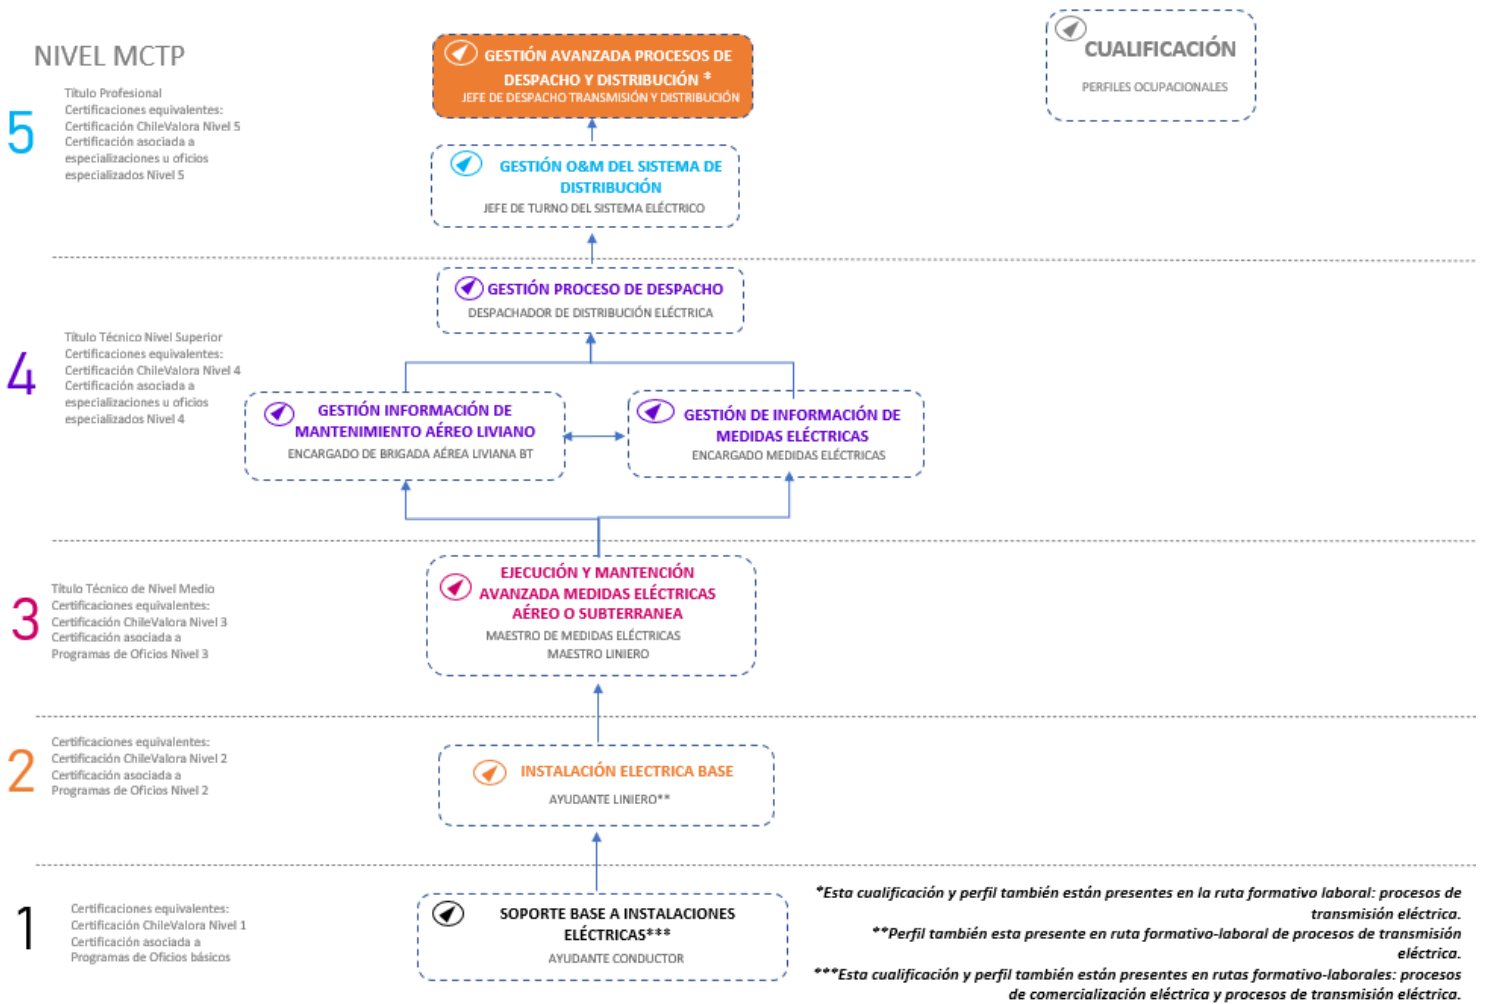 NIVEL MCTP
5
Título Profesional
Certificaciones equivalentes:
Certificación ChileValora Nivel 5
Certificación asociada a
especializaciones u oficios
especializados Nivel 5
GESTIÓN AVANZADA PROCESOS DE
DESPACHO Y DISTRIBUCIÓN *
JEFE DE DESPACHO TRANSMISIÓN Y DISTRIBUCIÓN
CUALIFICACIÓN
PERFILES OCUPACIONALES
GESTIÓN O&M DEL SISTEMA DE
DISTRIBUCIÓN
JEFE DE TURNO DEL SISTEMA ELÉCTRICO
4
Título Técnico Nivel Superior
Certificaciones equivalentes:
Certificación ChileValora Nivel 4
Certificación asociada a
especializaciones u oficios
especializados Nivel 4
GESTIÓN PROCESO DE DESPACHO
DESPACHADOR DE DISTRIBUCIÓN ELÉCTRICA
GESTIÓN INFORMACIÓN DE
MANTENIMIENTO AÉREO LIVIANO
ENCARGADO DE BRIGADA AÉREA LIVIANA BT
GESTIÓN DE INFORMACIÓN DE
MEDIDAS ELÉCTRICAS
ENCARGADO MEDIDAS ELÉCTRICAS
3
Título Técnico de Nivel Medio
Certificaciones equivalentes:
Certificación ChileValora Nivel 3
Certificación asociada a
Programas de Oficios Nivel 3
EJECUCIÓN Y MANTENCIÓN
AVANZADA MEDIDAS ELÉCTRICAS
AÉREO O SUBTERRANEA
MAESTRO DE MEDIDAS ELÉCTRICAS
MAESTRO LINIERO
2
Certificaciones equivalentes:
Certificación ChileValora Nivel 2
Certificación asociada a
Programas de Oficios Nivel 2
INSTALACIÓN ELECTRICA BASE
AYUDANTE LINIERO**
1
Certificaciones equivalentes:
Certificación ChileValora Nivel 1
Certificación asociada a
Programas de Oficios básicos
SOPORTE BASE A INSTALACIONES
ELÉCTRICAS***
AYUDANTE CONDUCTOR
*Esta cualificación y perfil también están presentes en la ruta formativo laboral: procesos de
transmisión eléctrica.
**Perfil también esta presente en ruta formativo-laboral de procesos de transmisión
eléctrica.
***Esta cualificación y perfil también están presentes en rutas formativo-laborales: procesos
de comercialización eléctrica y procesos de transmisión eléctrica.